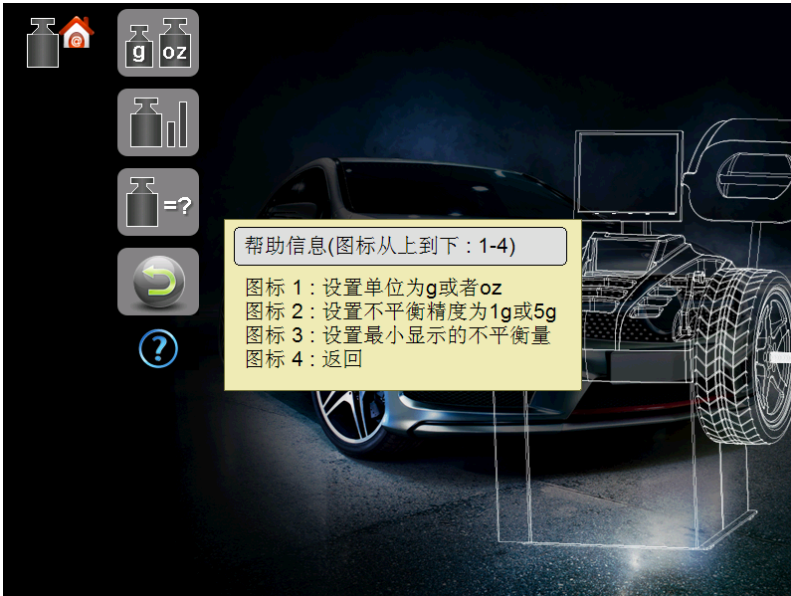 g oz
=?
?
帮助信息(图标从上到下 : 1-4)
图标 1 : 设置单位为g或者oz
图标 2 : 设置不平衡精度为1g或5g
图标 3 : 设置最小显示的不平衡量
图标 4 : 返回